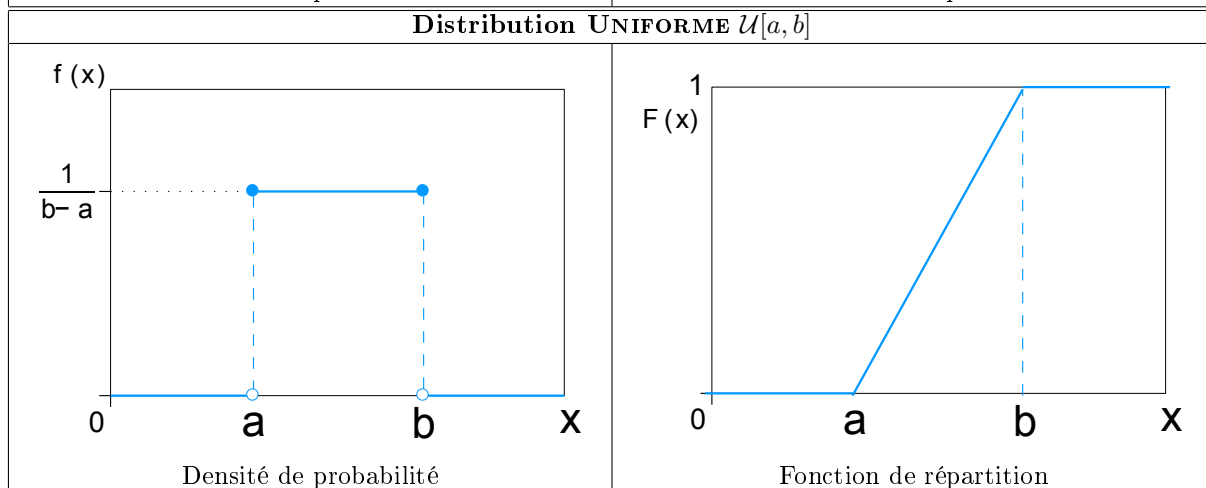 Distribution UNIFORME U[a, b]
f (x)
1
b− a
0
a
b
x
Densité de probabilité
1
F (x)
0
a
b
x
Fonction de répartition